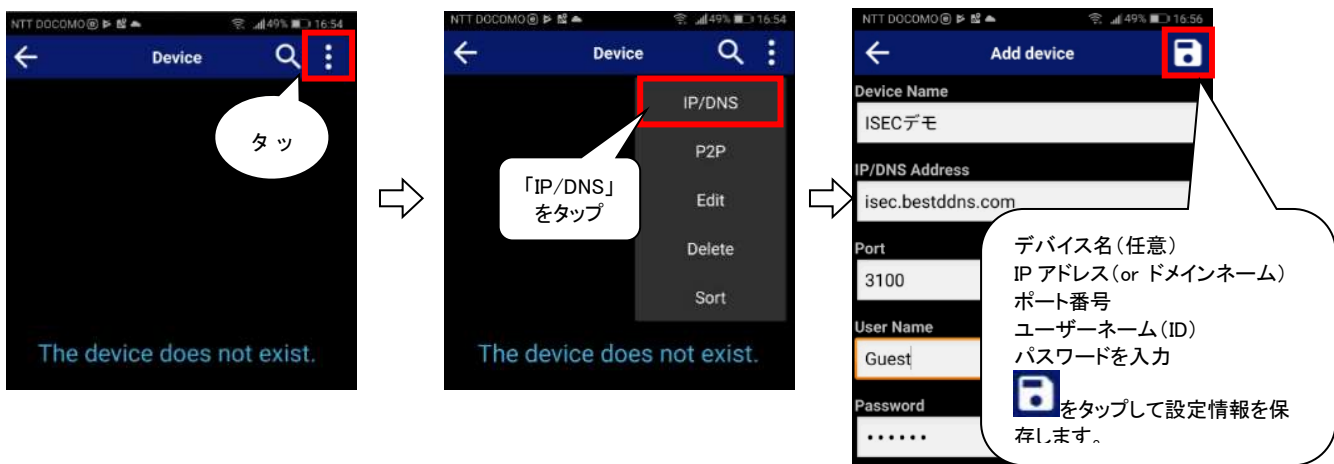 NTT DOCOMO 49% 16:54
Device
タ ッ
The device does not exist.
NTT DOCOMO 49% 16:54
Device
IP/DNS
P2P
Edit
Delete
Sort
「IP/DNS」
をタップ
The device does not exist.
NTT DOCOMO 49% 16:56
Add device
Device Name
ISECデモ
IP/DNS Address
isec.bestddns.com
Port
3100
User Name
Guest
Password
••••••
デバイス名(任意)
IP アドレス(or ドメインネーム)
ポート番号
ユーザーネーム(ID)
パスワードを入力
をタップして設定情報を保
存します。